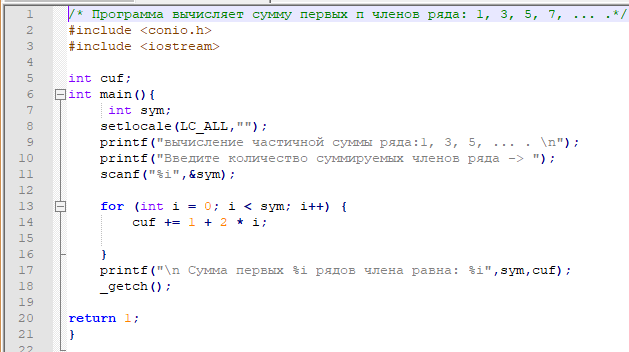 1 /* Программа вычисляет сумму первых п членов ряда: 1, 3, 5, 7, ... .*/
2 #include <conio.h>
3 #include <iostream>
4
5 int cuf;
6 int main(){
7 int sym;
8 setlocale(LC_ALL,"");
9 printf("вычисление частичной суммы ряда:1, 3, 5, ... . \n");
10 printf("Введите количество суммируемых членов ряда -> ");
11 scanf("%i",&sym);
12
13 for (int i = 0; i < sym; i++) {
14 cuf += 1 + 2 * i;
15
16 }
17 printf("\n Сумма первых %i рядов члена равна: %i",sym,cuf);
18 _getch();
19
20 return 1;
21 }
22